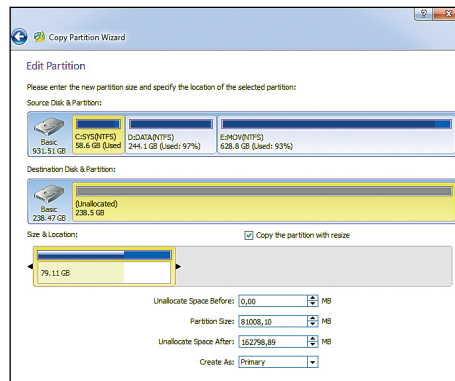 ?
x
Copy Partition Wizard
Edit Partition
Please enter the new partition size and specify the location of the selected partition:
Source Disk & Partition:
Basic
931.51 GB
C:SYS(NTFS)
58.6 GB (Used
D:DATA(NTFS)
244.1 GB (Used: 97%)
E:MOV(NTFS)
628.8 GB (Used: 93%)
Destination Disk & Partition:
Basic
238.47 GB
(Unallocated)
238.5 GB
Size & Location:
Copy the partition with resize
79.11 GB
Unallocate Space Before: 0,00 MB
Partition Size: 81008,10 MB
Unallocate Space After: 162798,89 MB
Create As: Primary